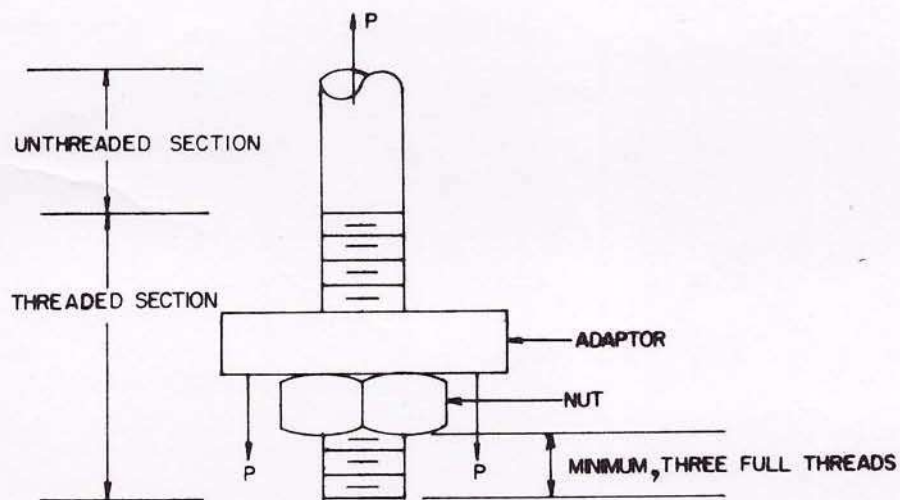 P
UNTHREADED SECTION
THREADED SECTION
ADAPTOR
NUT
P
P
MINIMUM, THREE FULL THREADS